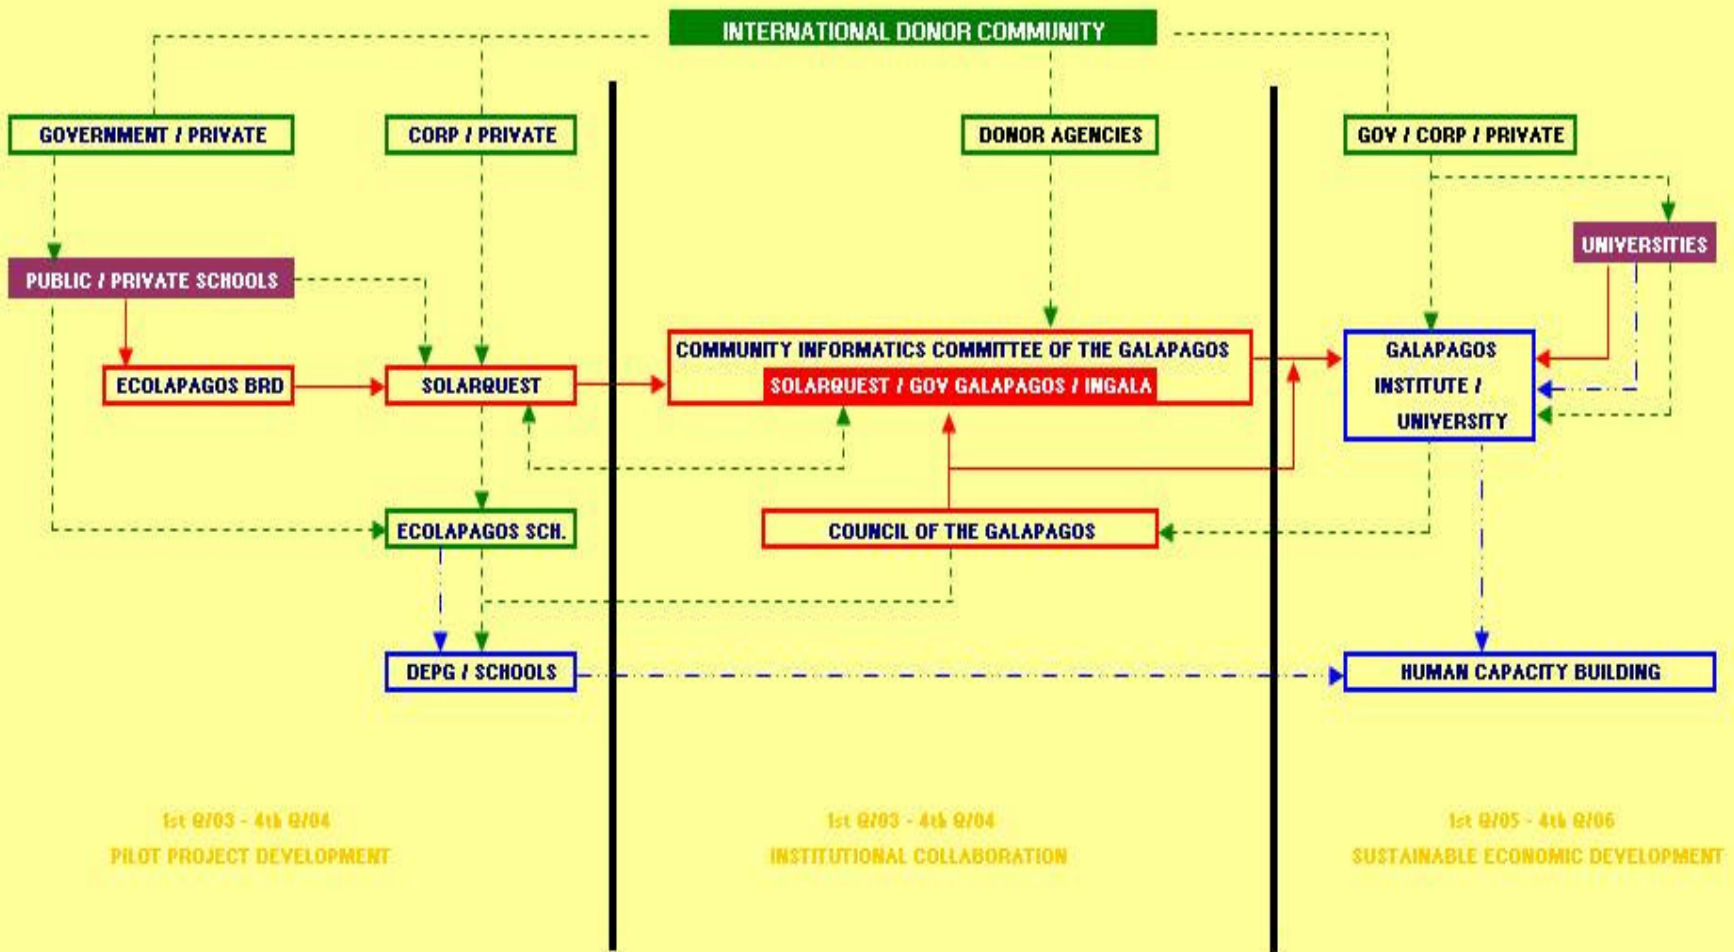 INTERNATIONAL DONOR COMMUNITY
GOVERNMENT / PRIVATE
CORP / PRIVATE
DONOR AGENCIES
GOV / CORP / PRIVATE
UNIVERSITIES
PUBLIC / PRIVATE SCHOOLS
COMMUNITY INFORMATICS COMMITTEE OF THE GALAPAGOS
SOLARQUEST / GOV GALAPAGOS / INGALA
GALAPAGOS
INSTITUTE /
UNIVERSITY
ECOLAPAGOS BRD
SOLARQUEST
ECOLAPAGOS SCH.
COUNCIL OF THE GALAPAGOS
DEPG / SCHOOLS
HUMAN CAPACITY BUILDING
1st Q/03 - 4th Q/04
PILOT PROJECT DEVELOPMENT
1st Q/03 - 4th Q/04
INSTITUTIONAL COLLABORATION
1st Q/05 - 4th Q/06
SUSTAINABLE ECONOMIC DEVELOPMENT